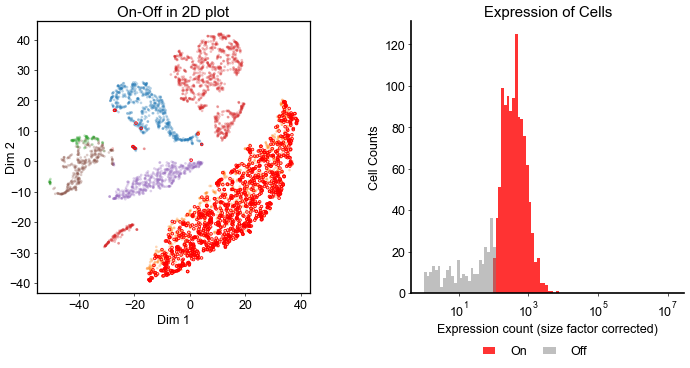 On-Off in 2D plot
Expression of Cells
Dim 2
40
30
20
10
0
−10
−20
−30
−40
−40 −20 0 20 40
Dim 1
Cell Counts
120
100
80
60
40
20
0
10^1 10^3 10^5 10^7
Expression count (size factor corrected)
On Off